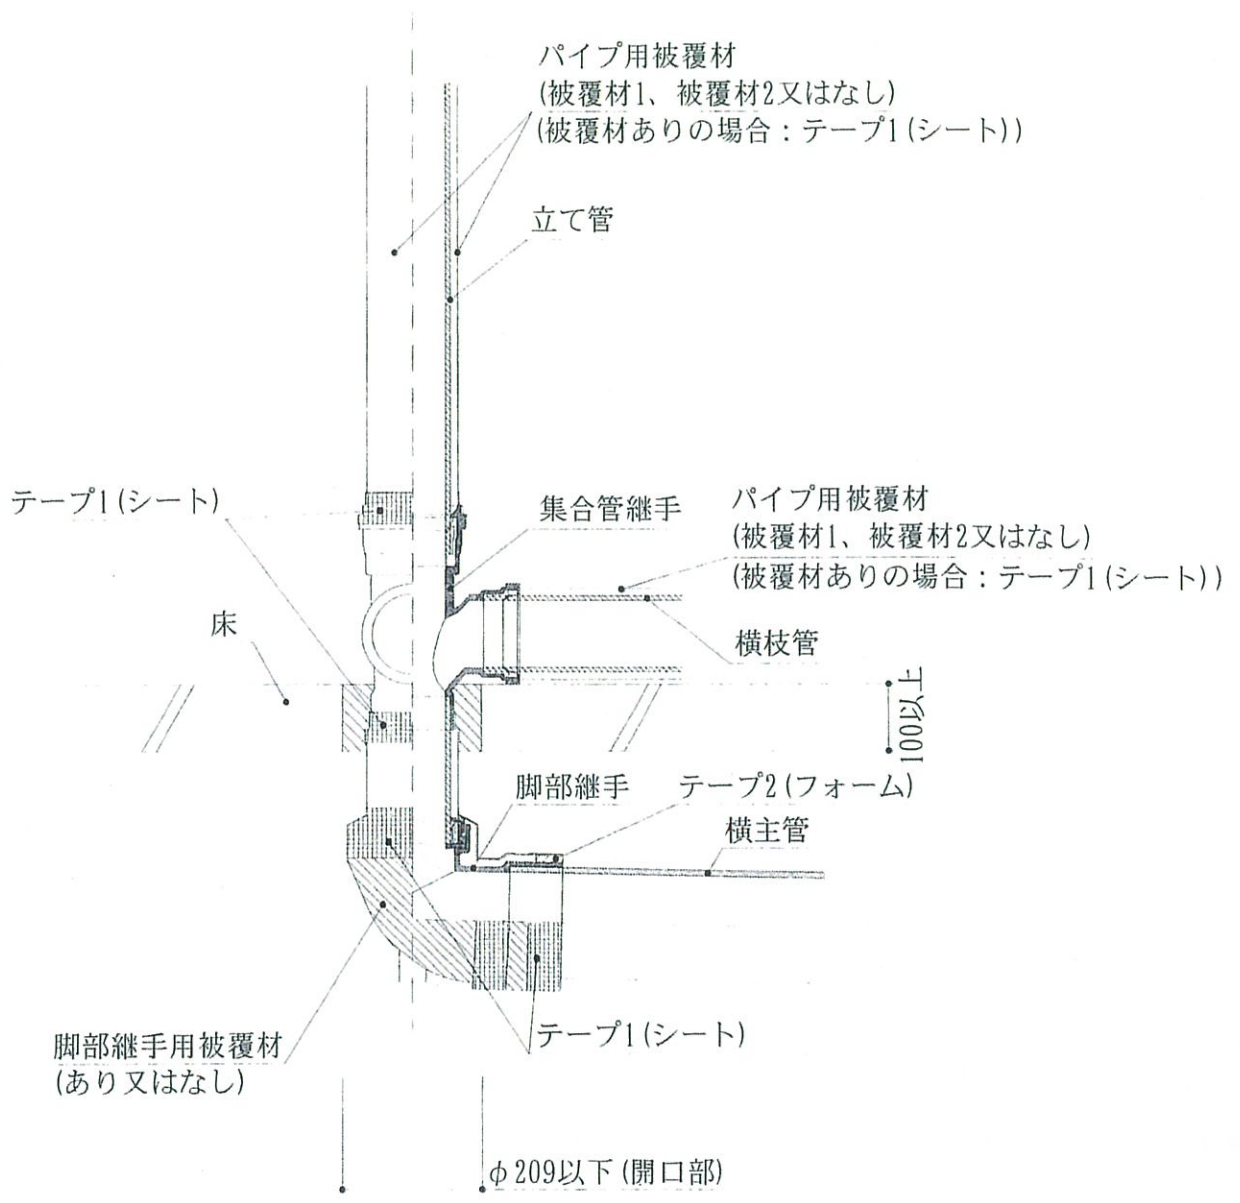 パイプ用被覆材
(被覆材1、被覆材2又はなし)
(被覆材ありの場合：テープ1(シート))
立て管
テープ1(シート)
集合管継手
パイプ用被覆材
(被覆材1、被覆材2又はなし)
(被覆材ありの場合：テープ1(シート))
床
横枝管
100以上
脚部継手
テープ2(フォーム)
横主管
テープ1(シート)
脚部継手用被覆材
(あり又はなし)
φ209以下(開口部)